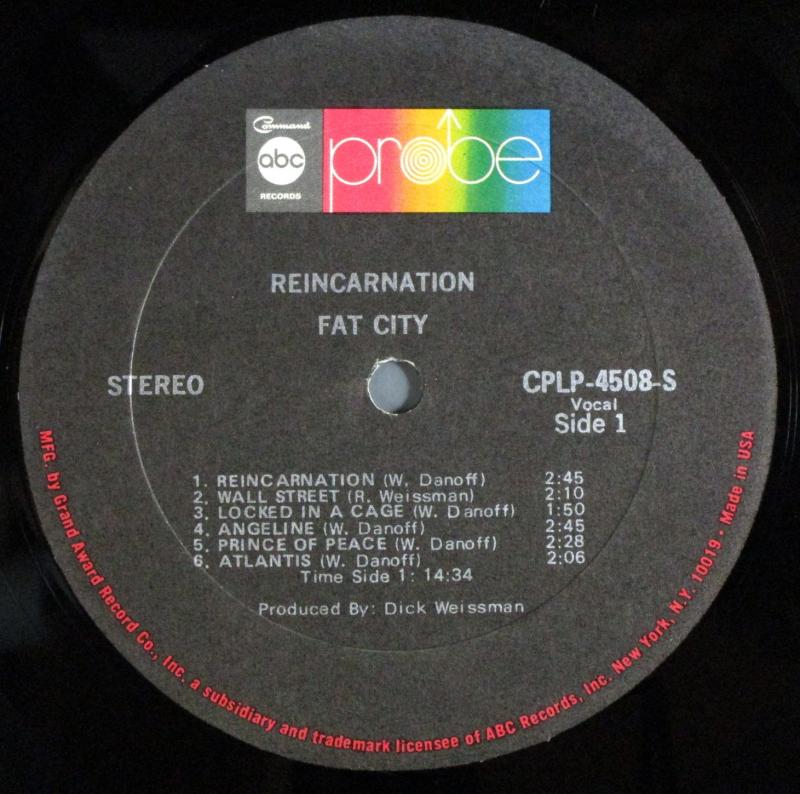 Command
abc
RECORDS
probe
REINCARNATION
FAT CITY
STEREO
CPLP-4508-S
Vocal
Side 1
1. REINCARNATION (W. Danoff) 2:45
2. WALL STREET (R. Weissman) 2:10
3. LOCKED IN A CAGE (W. Danoff) 1:50
4. ANGELINE (W. Danoff) 2:45
5. PRINCE OF PEACE (W. Danoff) 2:28
6. ATLANTIS (W. Danoff) 2:06
Time Side 1: 14:34
Produced By: Dick Weissman
MFG. by Grand Award Record Co., Inc. a subsidiary and trademark licensee of ABC Records, Inc. New York, N.Y. 10019 • Made in USA